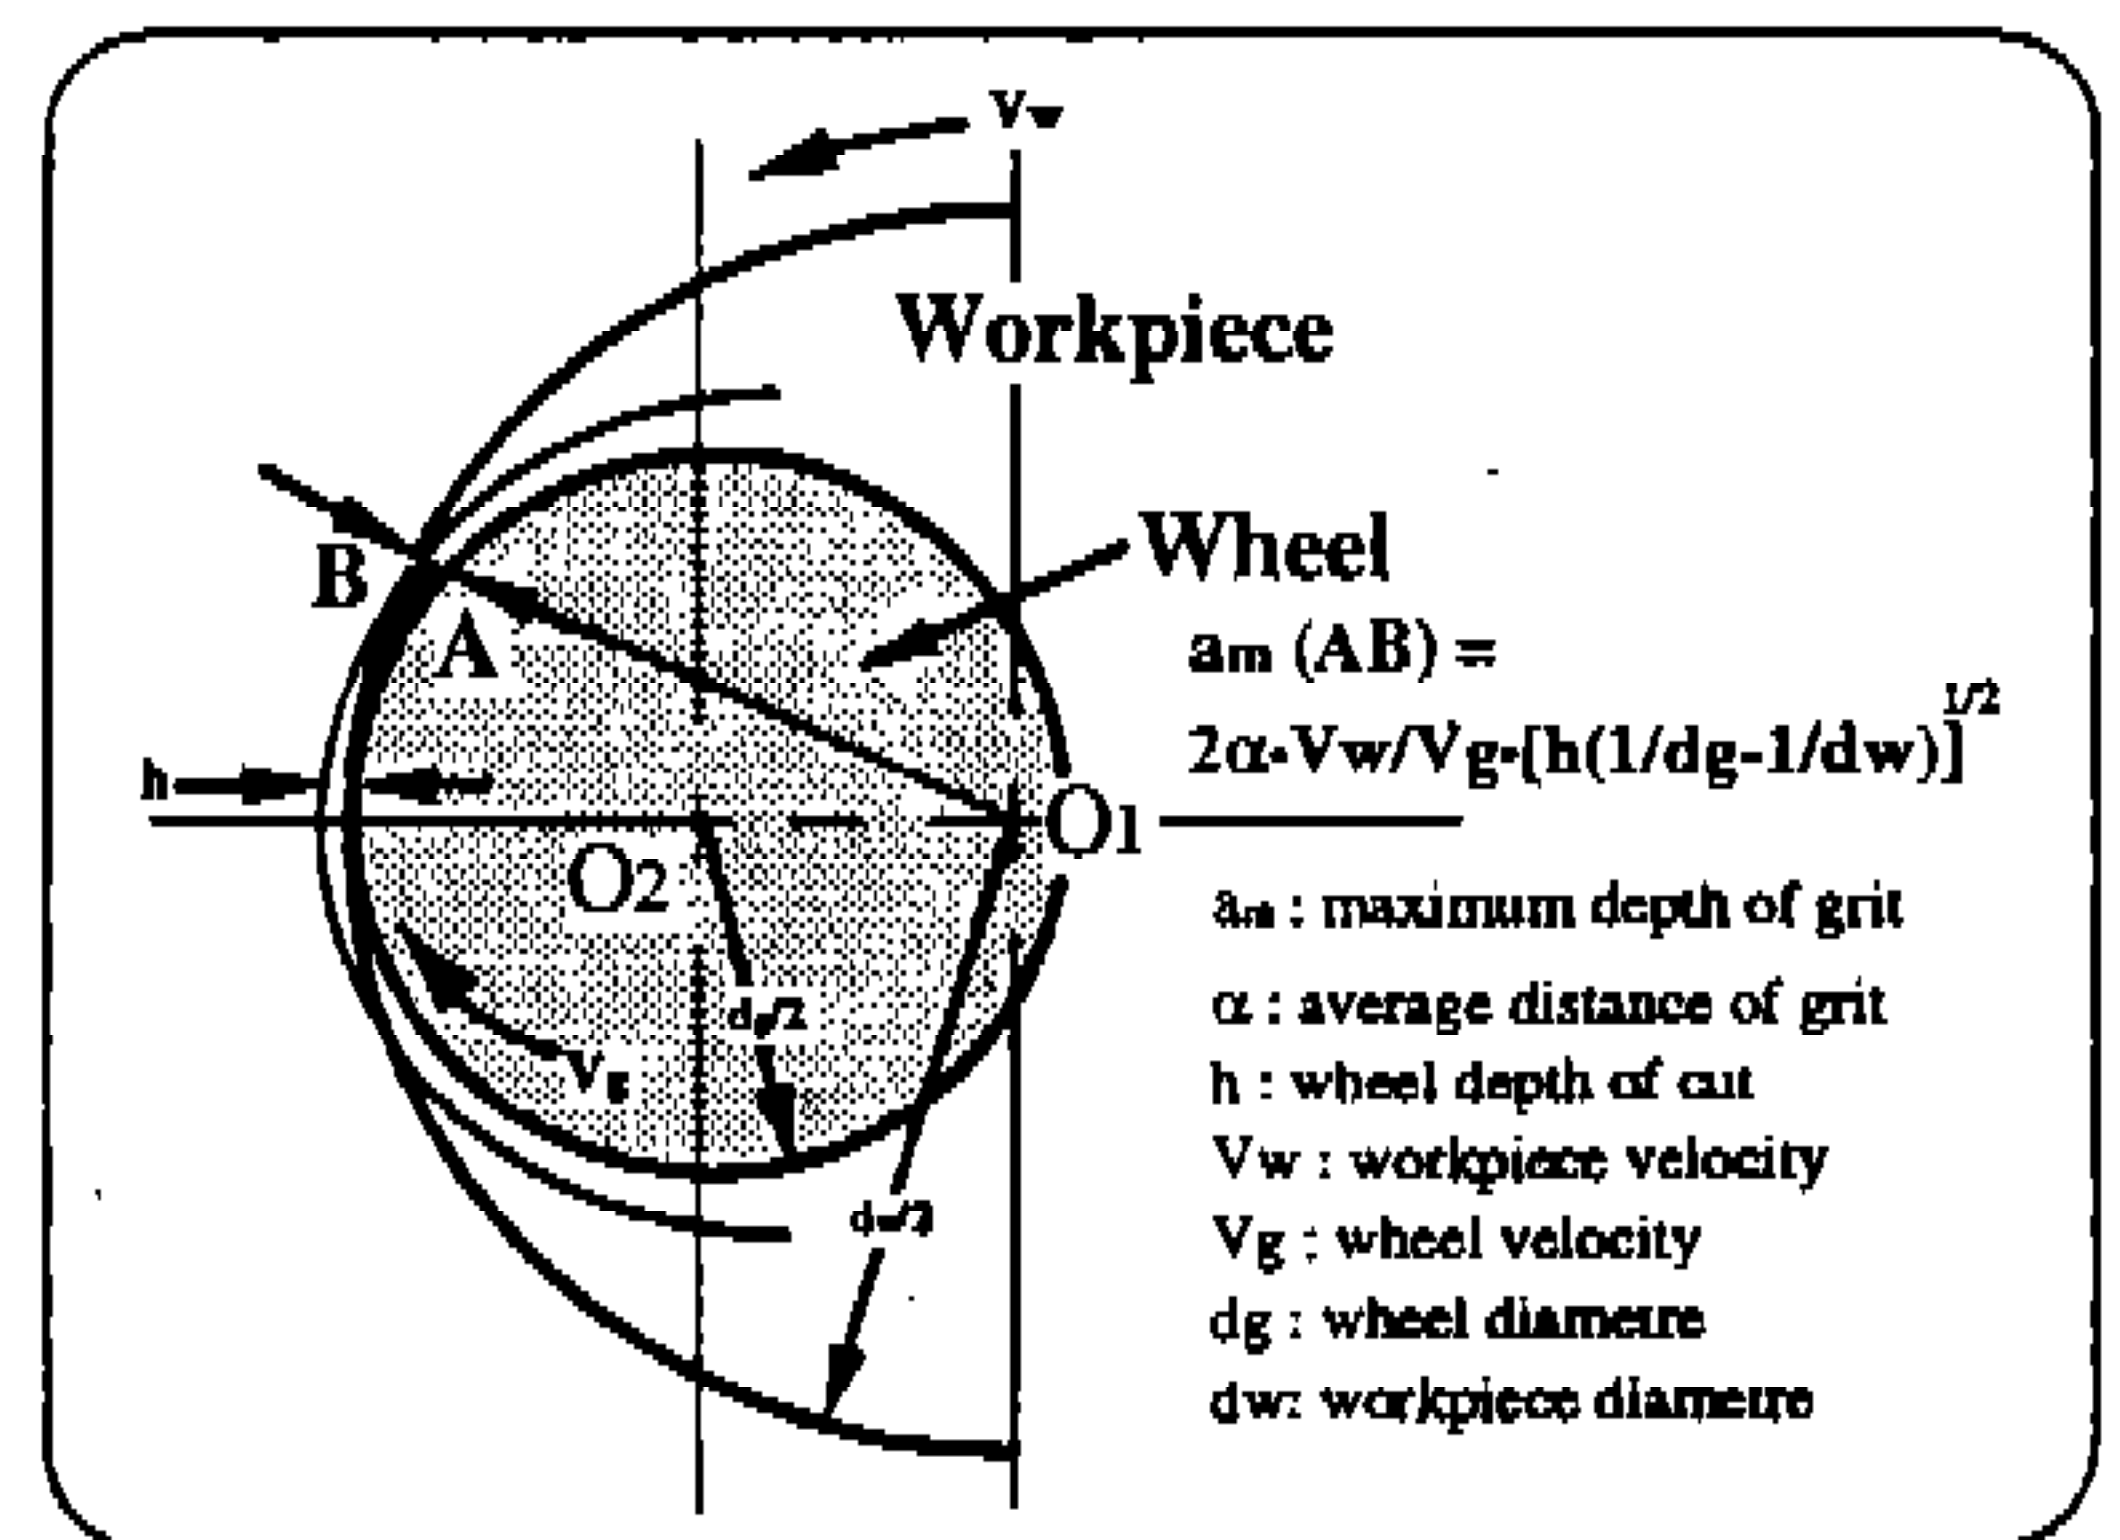 Vw
Workpiece
Wheel
B
A
am (AB) =
2α·Vw/Vg·[h(1/dg-1/dw)]^1/2
h
O1
O2
am : maximum depth of grit
α : average distance of grit
dg/2
h : wheel depth of cut
Vg
Vw : workpiece velocity
dw/2
Vg : wheel velocity
dg : wheel diametre
dw: workpiece diametre